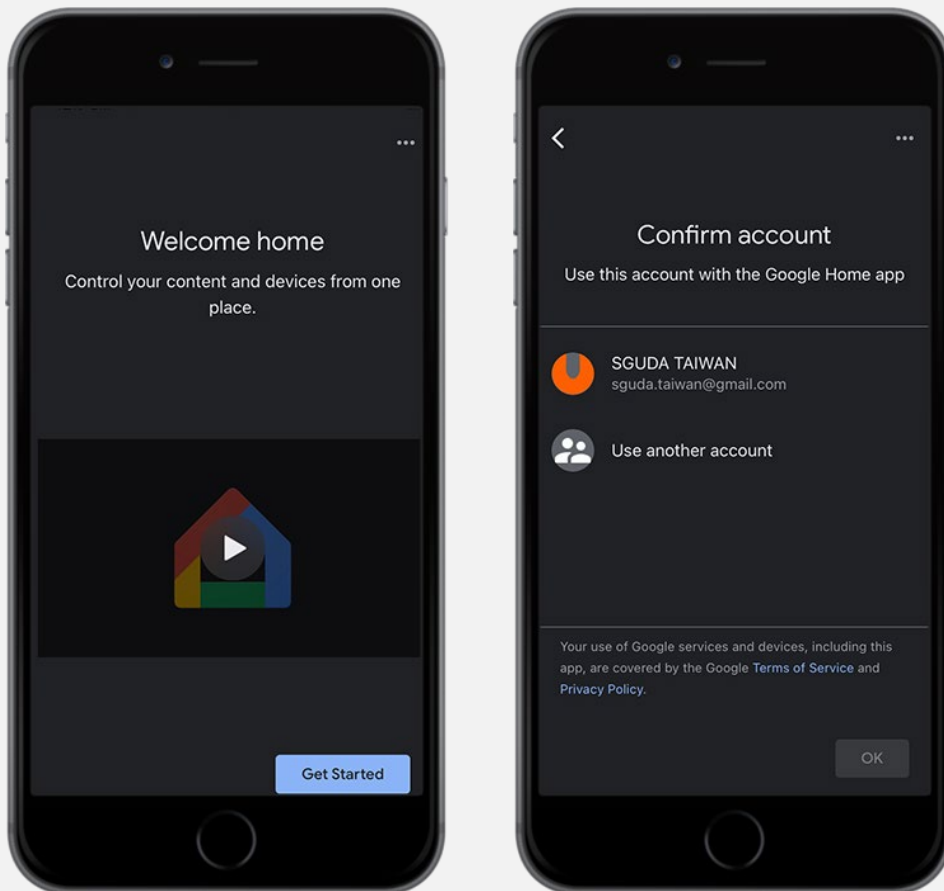 Welcome home
Control your content and devices from one
place.
Get Started
Confirm account
Use this account with the Google Home app
SGUDA TAIWAN
sguda.taiwan@gmail.com
Use another account
Your use of Google services and devices, including this
app, are covered by the Google Terms of Service and
Privacy Policy.
OK